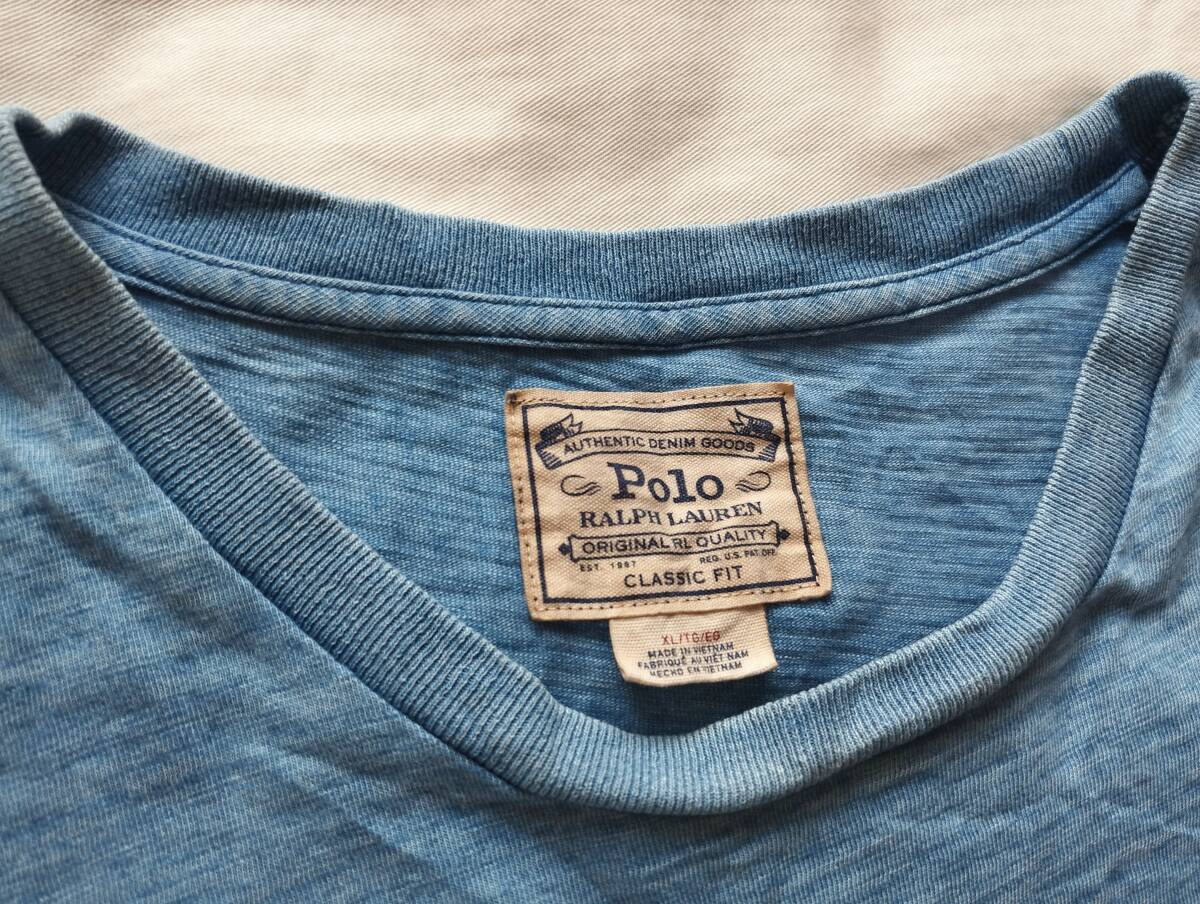 AUTHENTIC DENIM GOODS
Polo
RALPH LAUREN
ORIGINAL RL QUALITY
EST. 1967 REG. U.S. PAT. OFF.
CLASSIC FIT
XL/TG/EG
MADE IN VIETNAM
FABRIQUÉ AU VIÊT NAM
HECHO EN VIETNAM